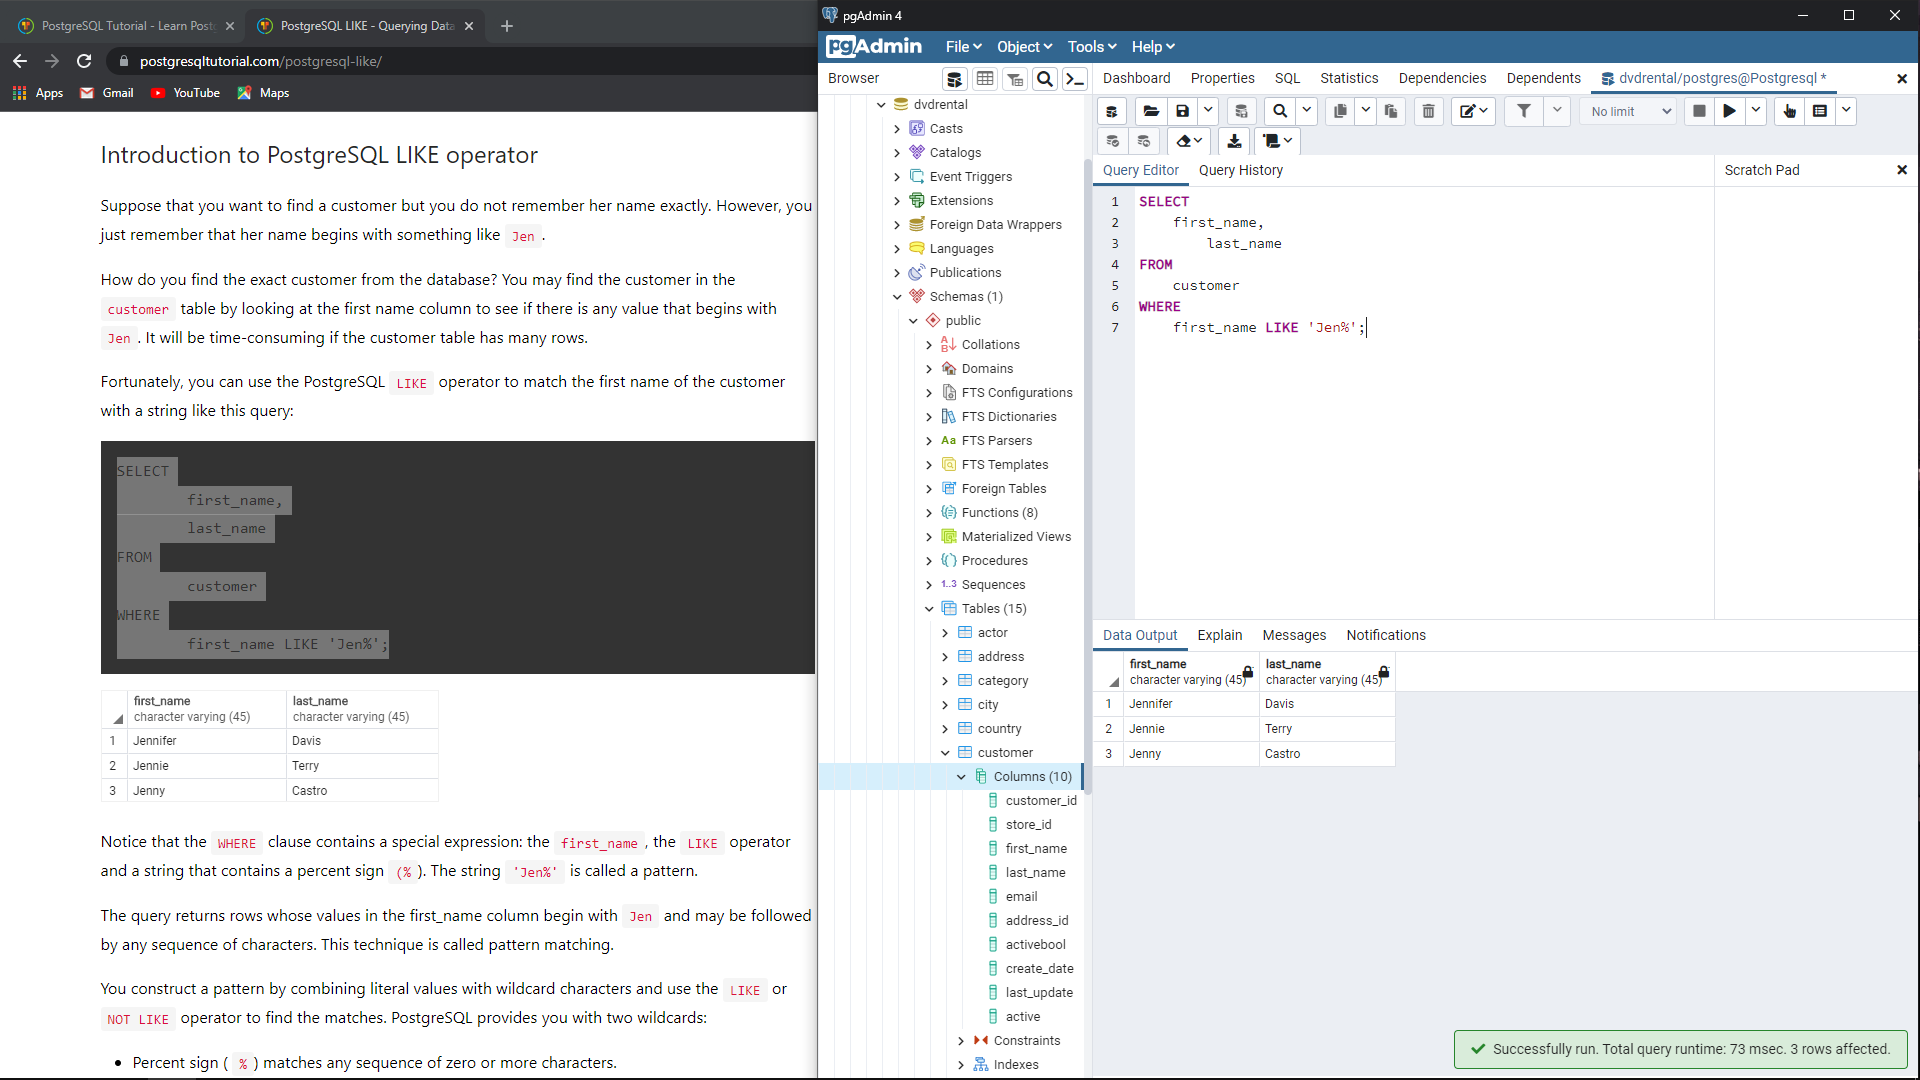 PostgreSQL Tutorial - Learn Post
PostgreSQL LIKE - Querying Data
postgresqltutorial.com/postgresql-like/
Apps
Gmail
YouTube
Maps
Introduction to PostgreSQL LIKE operator
Suppose that you want to find a customer but you do not remember her name exactly. However, you
just remember that her name begins with something like Jen .
How do you find the exact customer from the database? You may find the customer in the
customer table by looking at the first name column to see if there is any value that begins with
Jen . It will be time-consuming if the customer table has many rows.
Fortunately, you can use the PostgreSQL LIKE operator to match the first name of the customer
with a string like this query:
SELECT
first_name,
last_name
FROM
customer
WHERE
first_name LIKE 'Jen%';
first_name last_name
character varying (45) character varying (45)
1 Jennifer Davis
2 Jennie Terry
3 Jenny Castro
Notice that the WHERE clause contains a special expression: the first_name , the LIKE operator
and a string that contains a percent sign (% ). The string 'Jen%' is called a pattern.
The query returns rows whose values in the first_name column begin with Jen and may be followed
by any sequence of characters. This technique is called pattern matching.
You construct a pattern by combining literal values with wildcard characters and use the LIKE or
NOT LIKE operator to find the matches. PostgreSQL provides you with two wildcards:
• Percent sign ( % ) matches any sequence of zero or more characters.
pgAdmin 4
pgAdmin
File
Object
Tools
Help
Browser
dvdrental
Casts
Catalogs
Event Triggers
Extensions
Foreign Data Wrappers
Languages
Publications
Schemas (1)
public
Collations
Domains
FTS Configurations
FTS Dictionaries
Aa FTS Parsers
FTS Templates
Foreign Tables
Functions (8)
Materialized Views
Procedures
1..3 Sequences
Tables (15)
actor
address
category
city
country
customer
Columns (10)
customer_id
store_id
first_name
last_name
email
address_id
activebool
create_date
last_update
active
Constraints
Indexes
Dashboard
Properties
SQL
Statistics
Dependencies
Dependents
dvdrental/postgres@Postgresql *
No limit
Query Editor
Query History
Scratch Pad
1 SELECT
2 first_name,
3 last_name
4 FROM
5 customer
6 WHERE
7 first_name LIKE 'Jen%';
Data Output
Explain
Messages
Notifications
first_name last_name
character varying (45) character varying (45)
1 Jennifer Davis
2 Jennie Terry
3 Jenny Castro
Successfully run. Total query runtime: 73 msec. 3 rows affected.